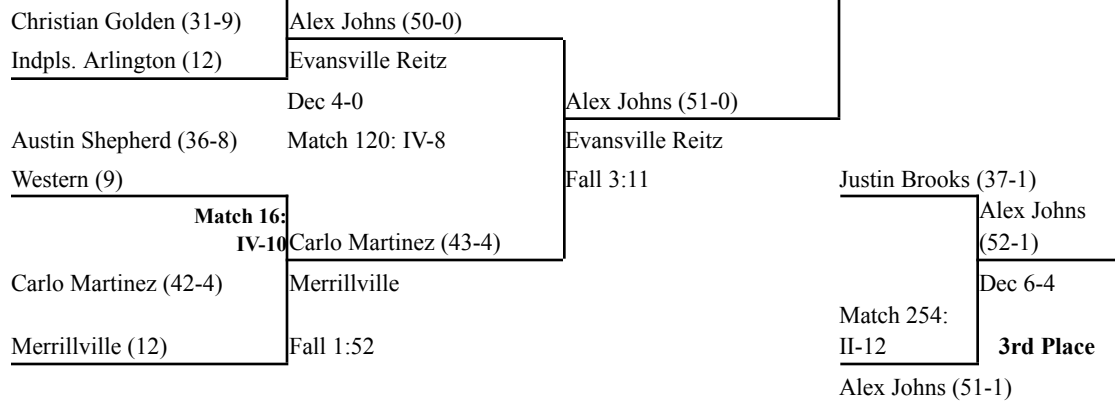 Christian Golden (31-9)
Indpls. Arlington (12)
Alex Johns (50-0)
Evansville Reitz
Dec 4-0
Match 120: IV-8
Austin Shepherd (36-8)
Western (9)
Match 16:
IV-10
Carlo Martinez (43-4)
Merrillville
Fall 1:52
Carlo Martinez (42-4)
Merrillville (12)
Alex Johns (51-0)
Evansville Reitz
Fall 3:11
Justin Brooks (37-1)
Alex Johns
(52-1)
Dec 6-4
Match 254:
II-12
3rd Place
Alex Johns (51-1)